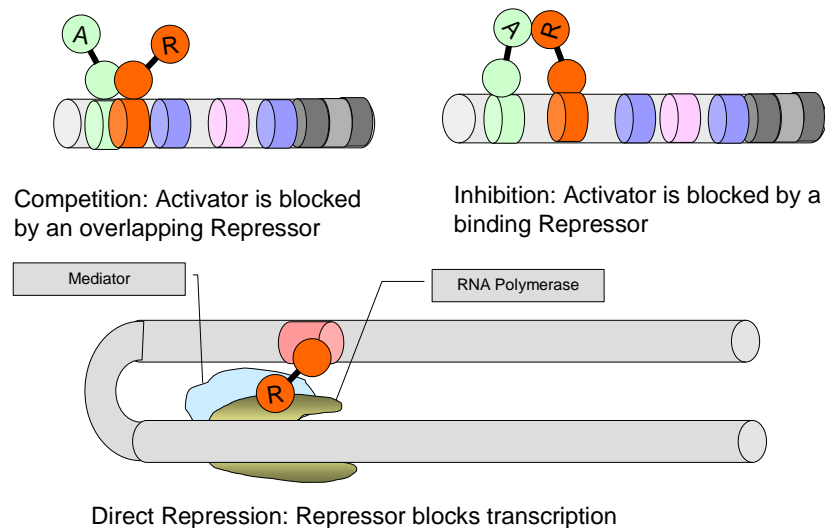 A
R
A
R
Competition: Activator is blocked
by an overlapping Repressor
Inhibition: Activator is blocked by a
binding Repressor
Mediator
RNA Polymerase
R
Direct Repression: Repressor blocks transcription